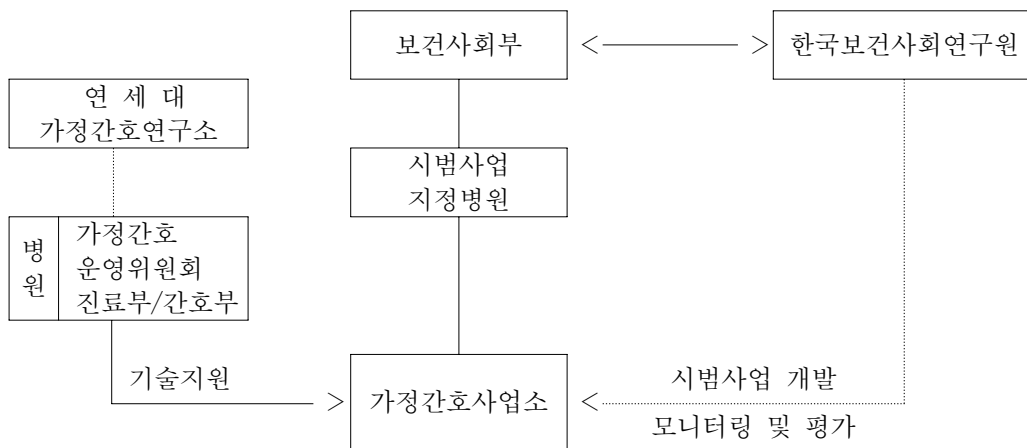 보건사회부
한국보건사회연구원
연 세 대
가정간호연구소
시범사업
지정병원
병
원
가정간호
운영위원회
진료부/간호부
기술지원
가정간호사업소
시범사업 개발
모니터링 및 평가